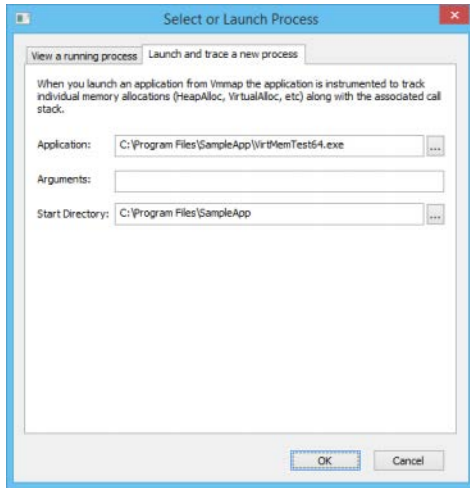 Select or Launch Process
View a running process Launch and trace a new process
When you launch an application from Vmmap the application is instrumented to track
individual memory allocations (HeapAlloc, VirtualAlloc, etc) along with the associated call
stack.
Application: C:\Program Files\SampleApp\VirtMemTest64.exe ...
Arguments:
Start Directory: C:\Program Files\SampleApp ...
OK Cancel